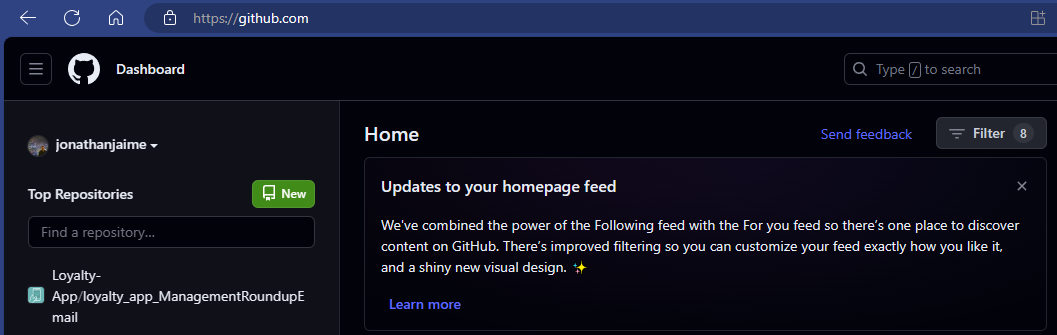 https://github.com
Dashboard
Type / to search
jonathanjaime
Home
Send feedback
Filter 8
Top Repositories
New
Find a repository...
Loyalty-
App/loyalty_app_ManagementRoundupE
mail
Updates to your homepage feed
We've combined the power of the Following feed with the For you feed so there's one place to discover
content on GitHub. There's improved filtering so you can customize your feed exactly how you like it,
and a shiny new visual design. ✨
Learn more